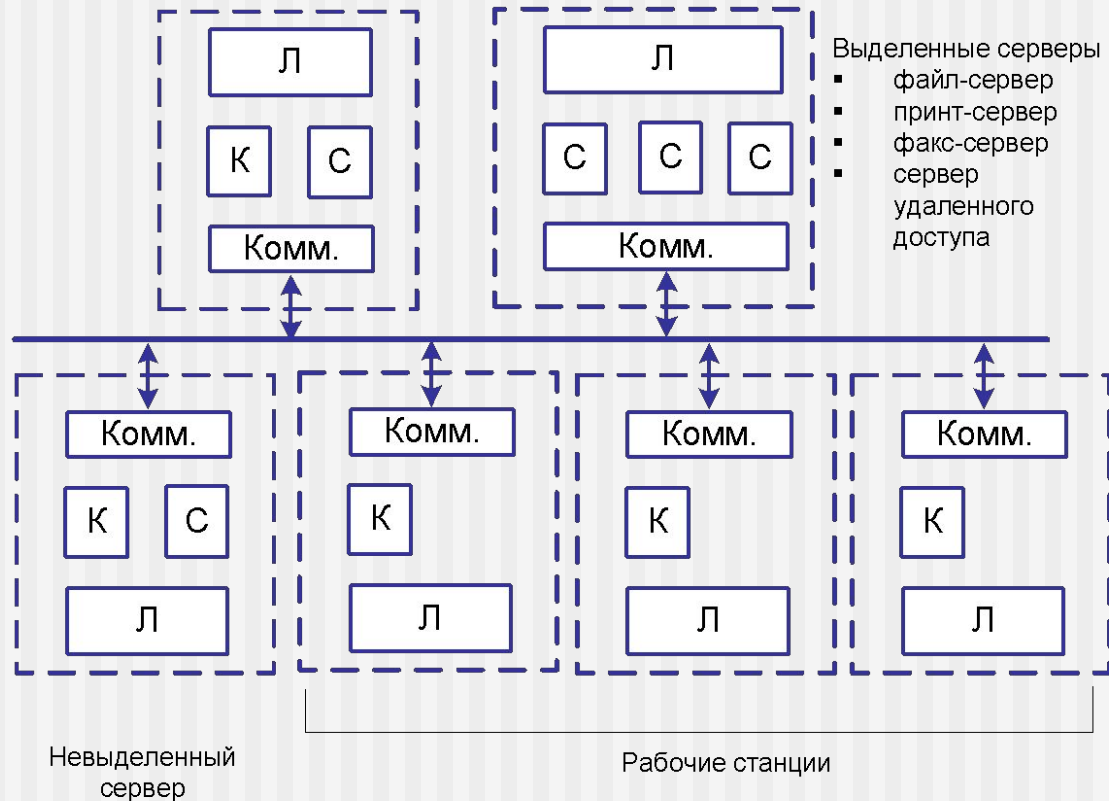 Л
К С
Комм.
Л
С С С
Комм.
Выделенные серверы
▪ файл-сервер
▪ принт-сервер
▪ факс-сервер
▪ сервер
удаленного
доступа
Комм.
К С
Л
Комм.
К
Л
Комм.
К
Л
Комм.
К
Л
Невыделенный
сервер
Рабочие станции